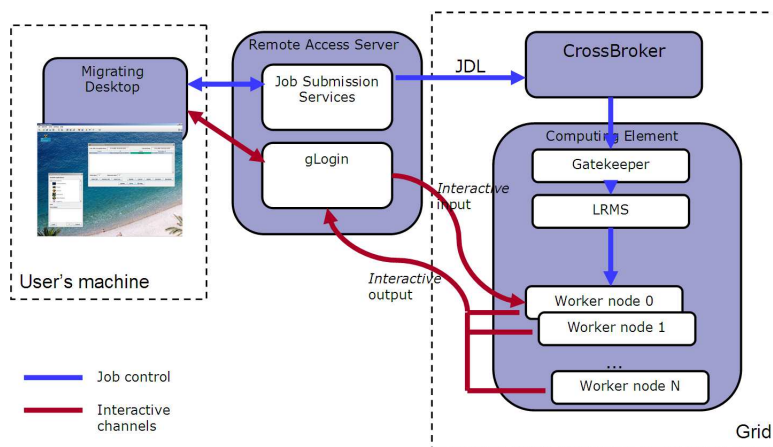 Remote Access Server
CrossBroker
Migrating
Desktop
Job Submission
Services
JDL
Computing Element
Gatekeeper
gLogin
Interactive
input
LRMS
User's machine
Interactive
output
Worker node 0
Worker node 1
...
Worker node N
Job control
Interactive
channels
Grid